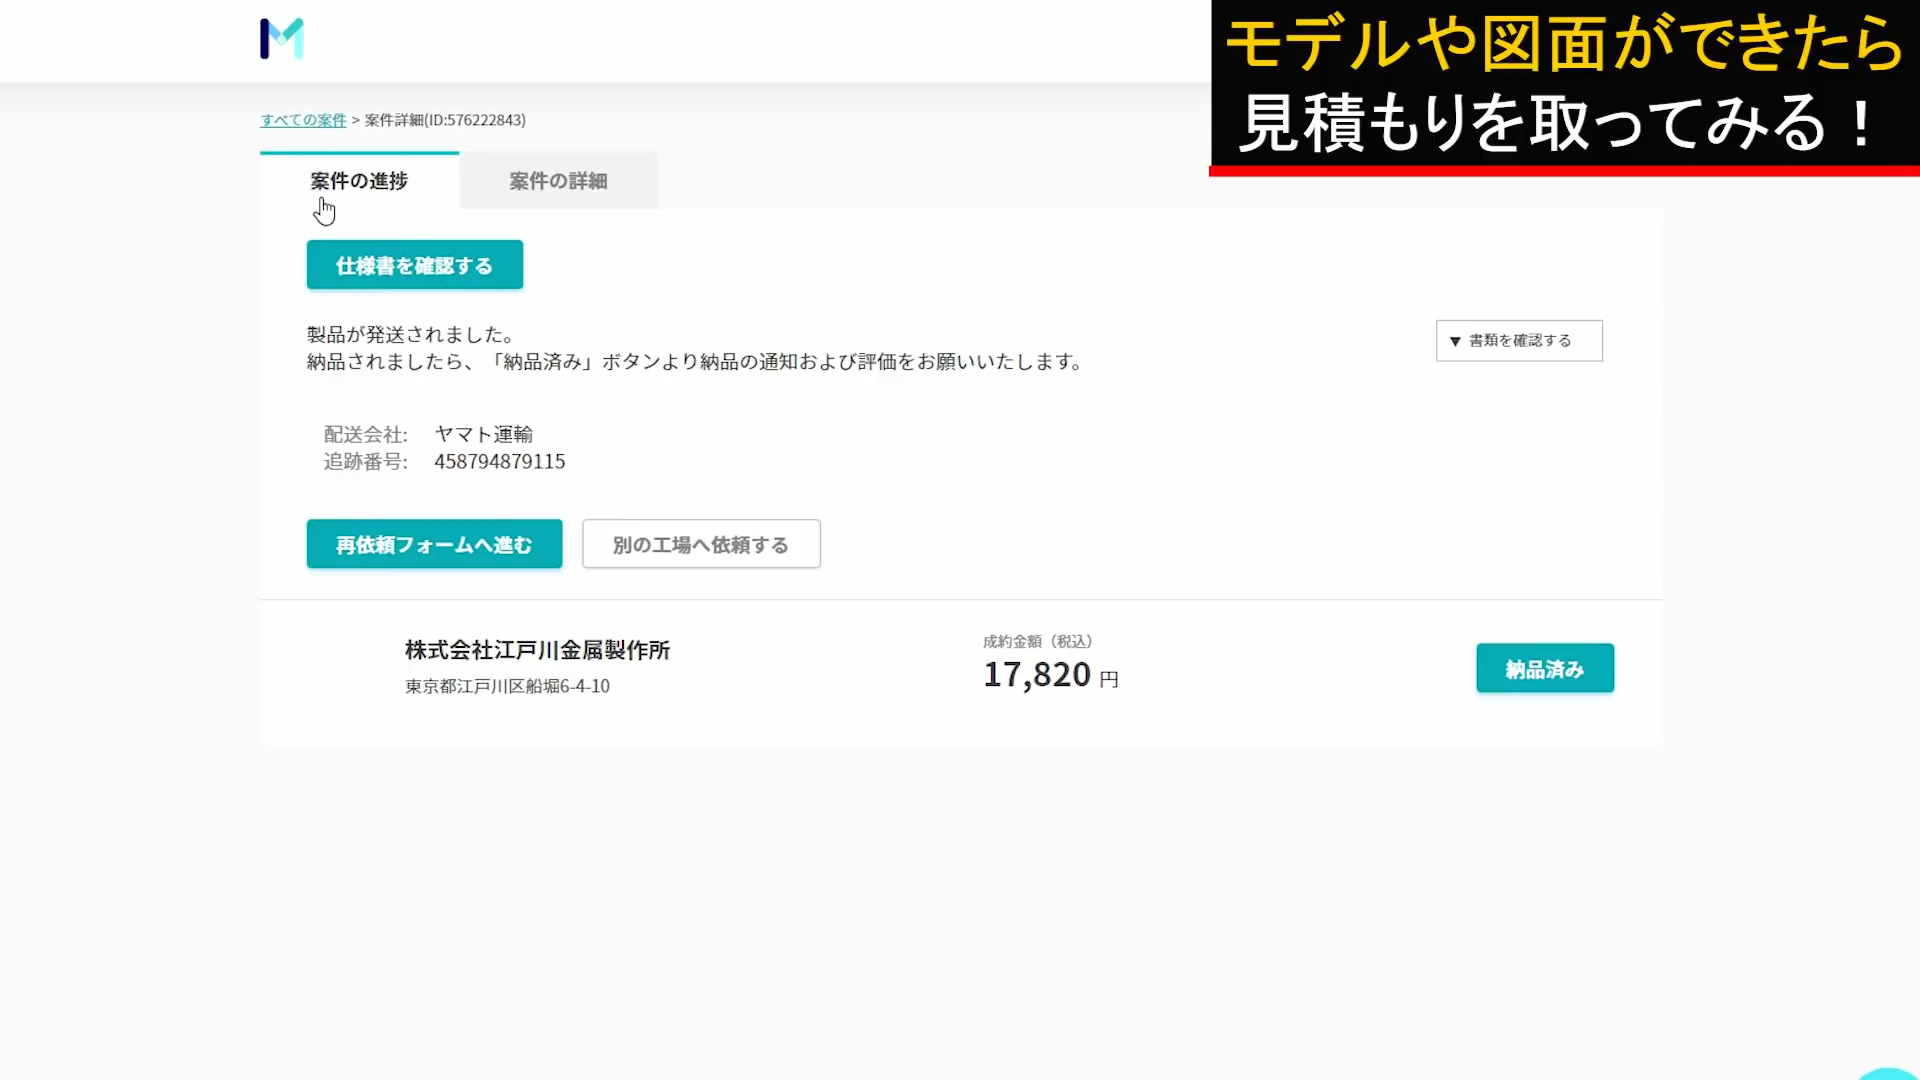 モデルや図面ができたら
見積もりを取ってみる！
すべての案件 > 案件詳細(ID:576222843)
案件の進捗
案件の詳細
仕様書を確認する
製品が発送されました。
納品されましたら、「納品済み」ボタンより納品の通知および評価をお願いいたします。
▼ 書類を確認する
配送会社: ヤマト運輸
追跡番号: 458794879115
再依頼フォームへ進む
別の工場へ依頼する
株式会社江戸川金属製作所
東京都江戸川区船堀6-4-10
成約金額（税込）
17,820 円
納品済み